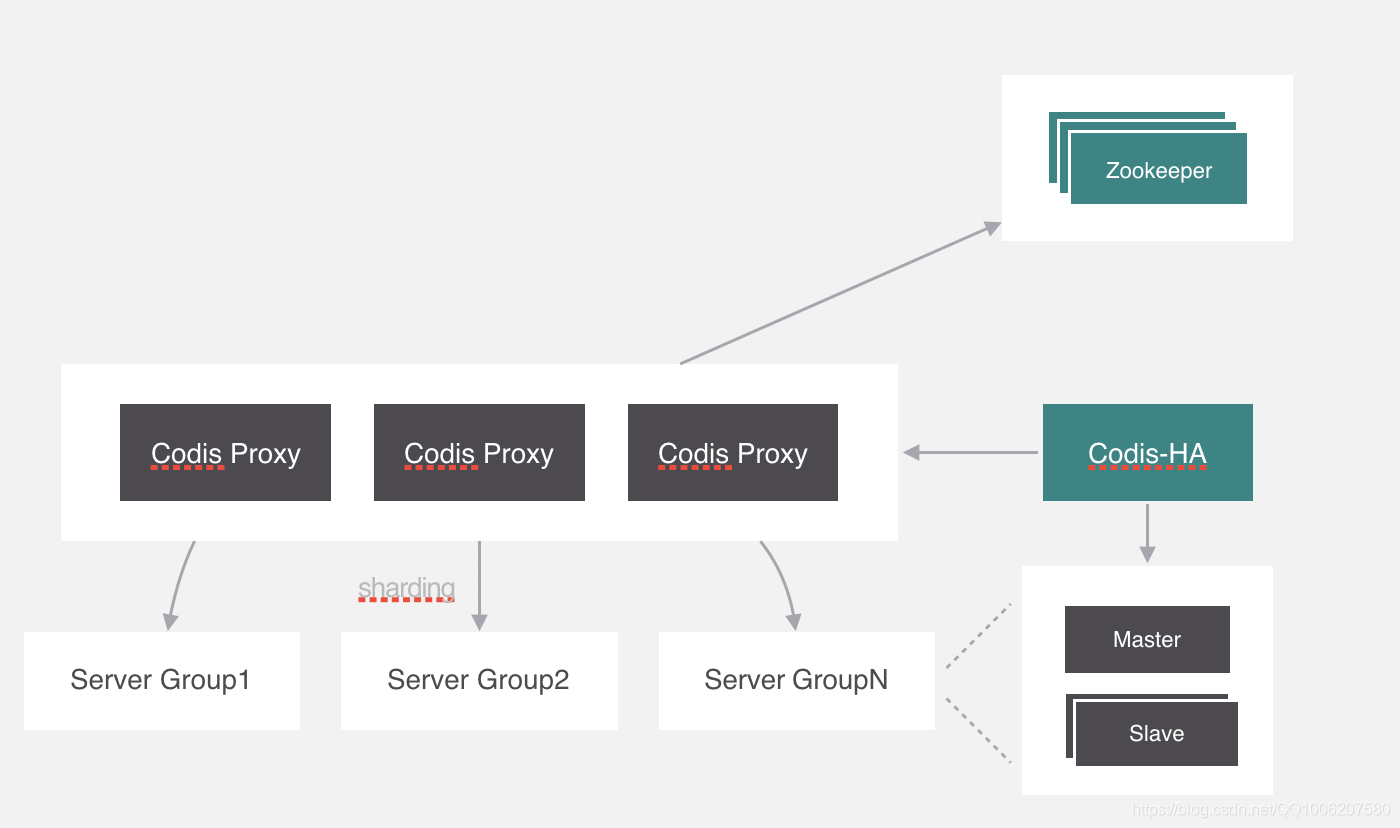 Zookeeper
Codis Proxy
Codis Proxy
Codis Proxy
Codis-HA
sharding
Server Group1
Server Group2
Server GroupN
Master
Slave
https://blog.csdn.net/QQ1006207580